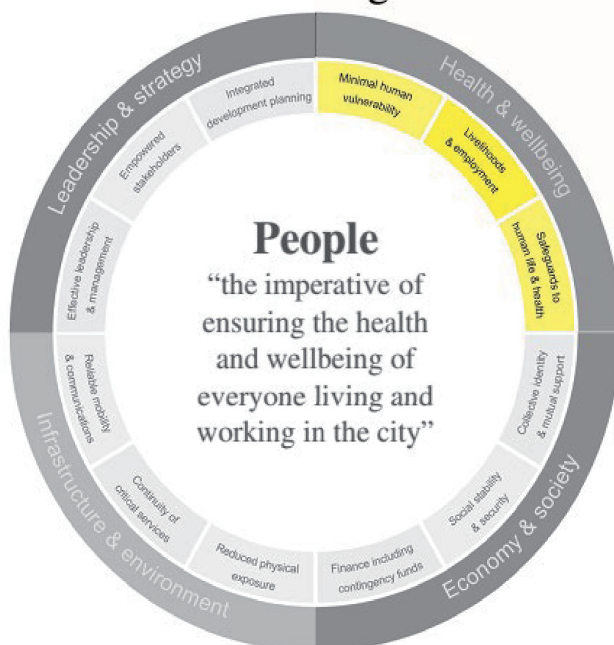 Leadership & strategy
Health & wellbeing
Infrastructure & environment
Economy & society
Integrated
development planning
Minimal human
vulnerability
Livelihoods
& employment
Safeguards to
human life & health
Collective identity
& mutual support
Social stability
& security
Finance including
contingency funds
Reduced physical
exposure
Continuity of
critical services
Reliable mobility
& communications
Effective leadership
& management
Empowered
stakeholders
People
“the imperative of
ensuring the health
and wellbeing of
everyone living and
working in the city”